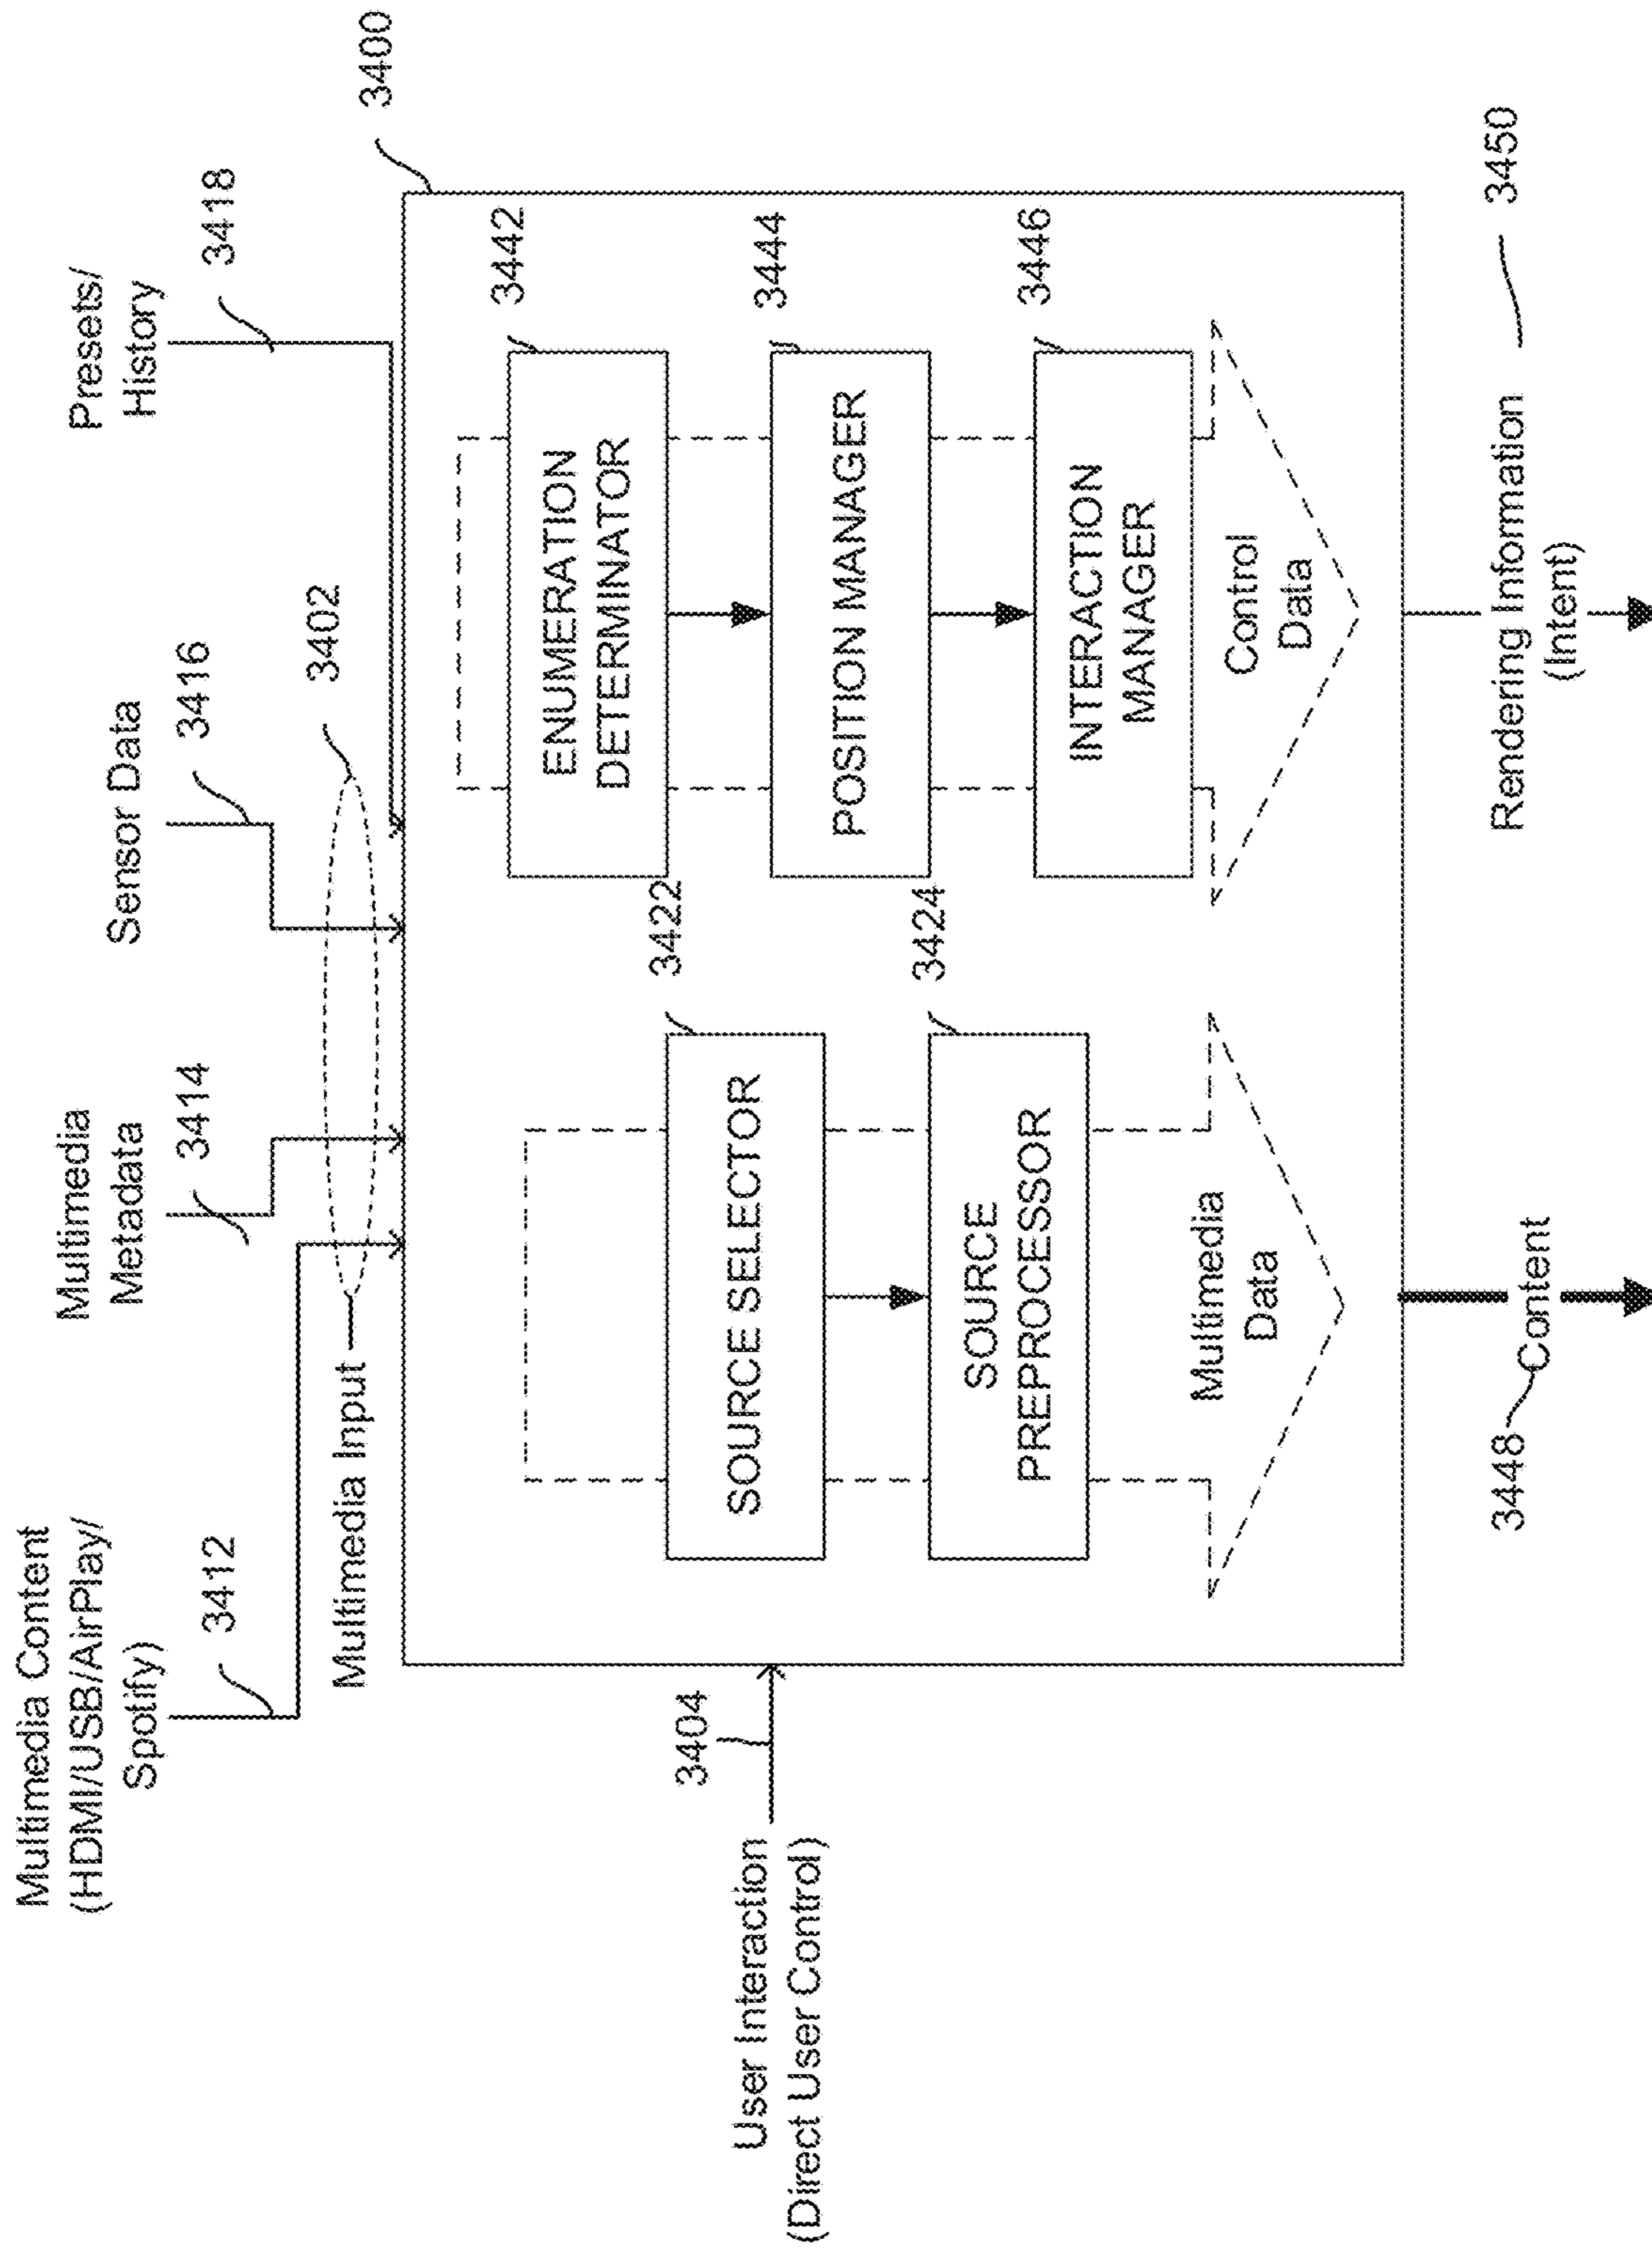 Multimedia Content
(HDMI/USB/AirPlay/
Spotify)
3412
Multimedia
Metadata
3414
Sensor Data
3416
Presets/
History
3418
Multimedia Input
3402
3400
User Interaction
(Direct User Control)
3404
SOURCE SELECTOR
3422
SOURCE
PREPROCESSOR
3424
Multimedia
Data
ENUMERATION
DETERMINATOR
3442
POSITION MANAGER
3444
INTERACTION
MANAGER
3446
Control
Data
3448
Content
Rendering Information
(Intent)
3450